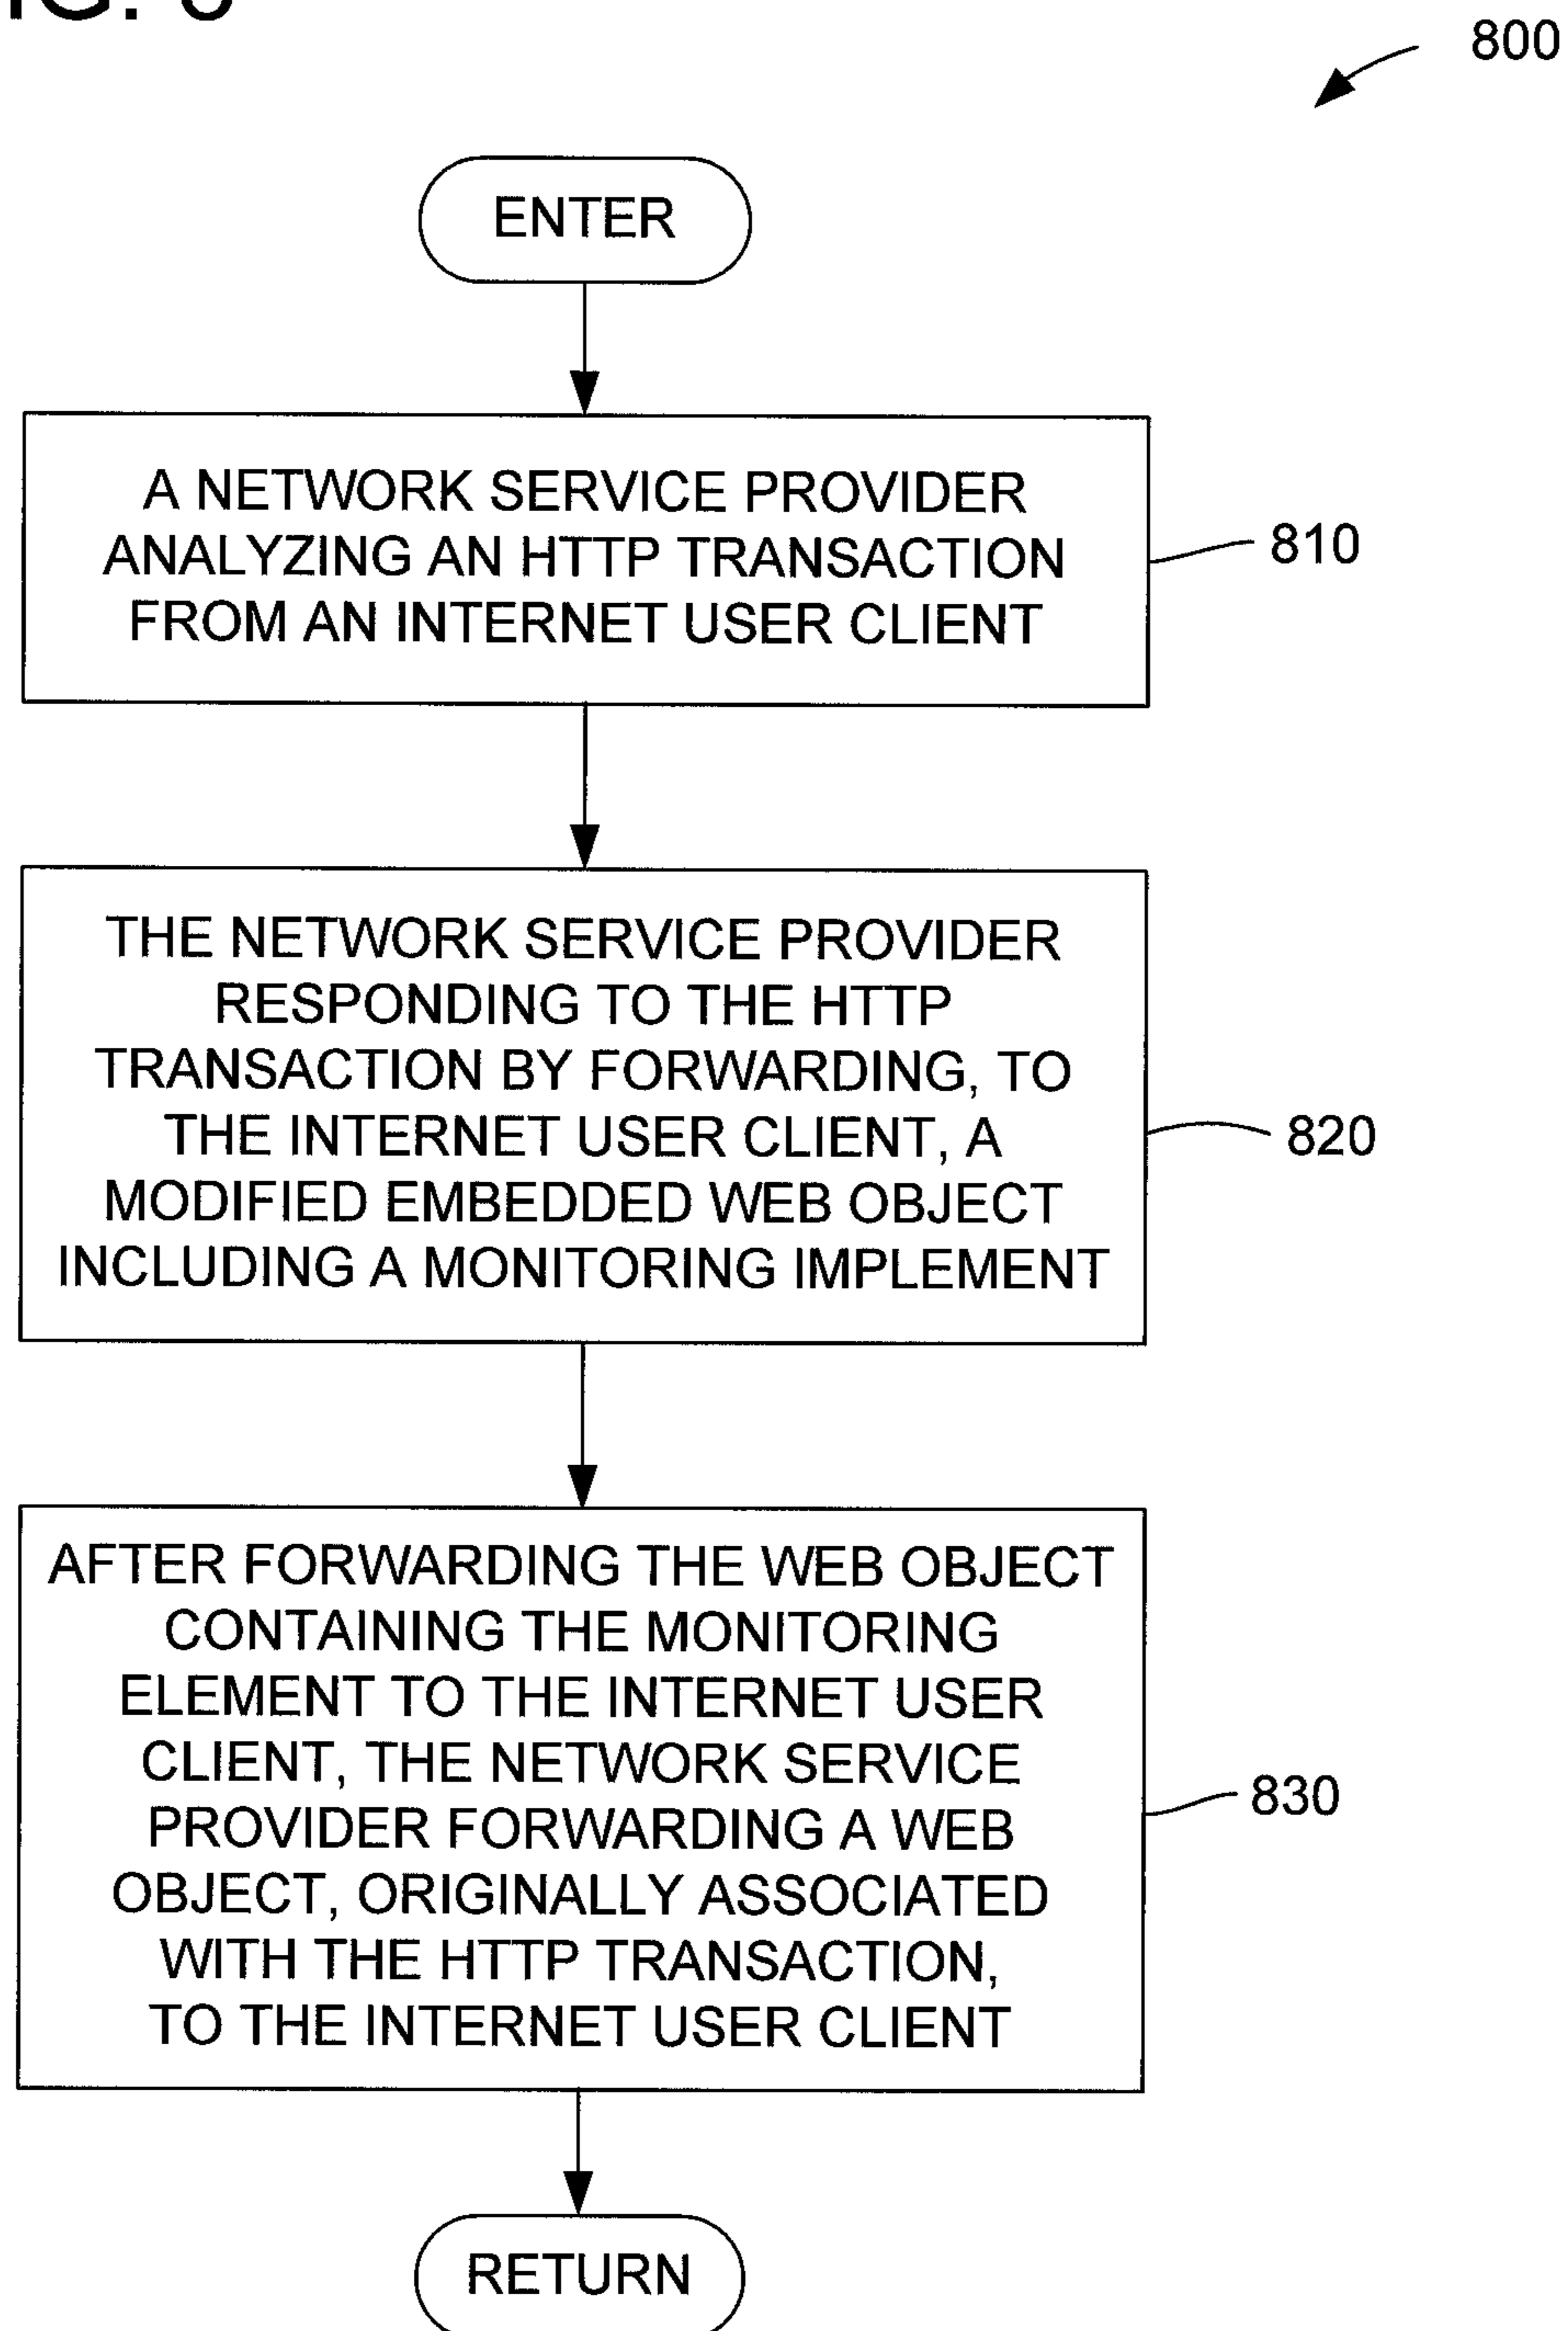 800
ENTER
A NETWORK SERVICE PROVIDER
ANALYZING AN HTTP TRANSACTION
FROM AN INTERNET USER CLIENT
810
THE NETWORK SERVICE PROVIDER
RESPONDING TO THE HTTP
TRANSACTION BY FORWARDING, TO
THE INTERNET USER CLIENT, A
MODIFIED EMBEDDED WEB OBJECT
INCLUDING A MONITORING IMPLEMENT
820
AFTER FORWARDING THE WEB OBJECT
CONTAINING THE MONITORING
ELEMENT TO THE INTERNET USER
CLIENT, THE NETWORK SERVICE
PROVIDER FORWARDING A WEB
OBJECT, ORIGINALLY ASSOCIATED
WITH THE HTTP TRANSACTION,
TO THE INTERNET USER CLIENT
830
RETURN